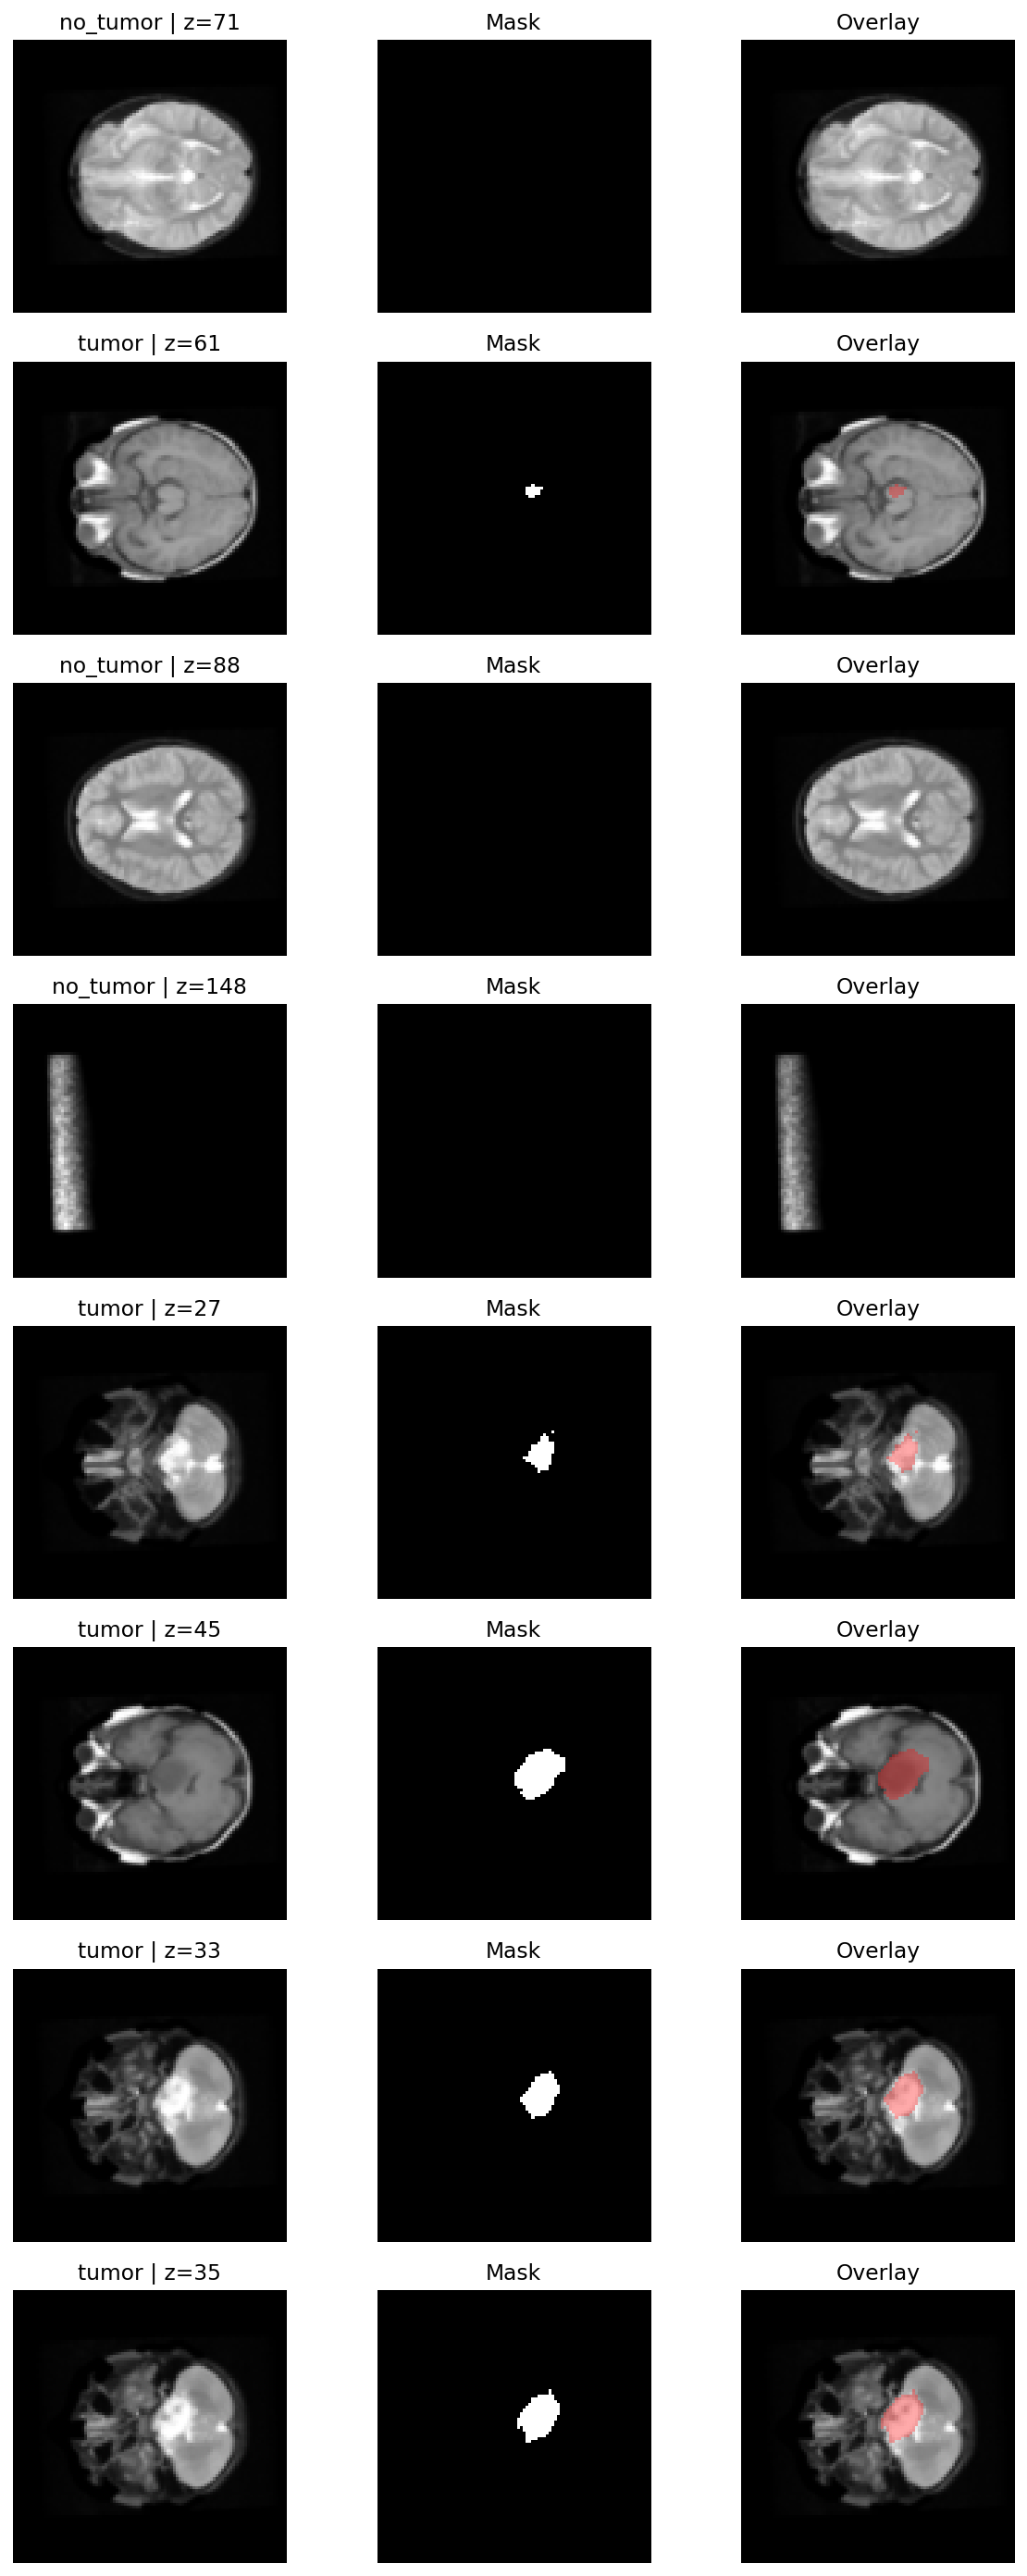 no_tumor | z=71 Mask Overlay
tumor | z=61 Mask Overlay
no_tumor | z=88 Mask Overlay
no_tumor | z=148 Mask Overlay
tumor | z=27 Mask Overlay
tumor | z=45 Mask Overlay
tumor | z=33 Mask Overlay
tumor | z=35 Mask Overlay